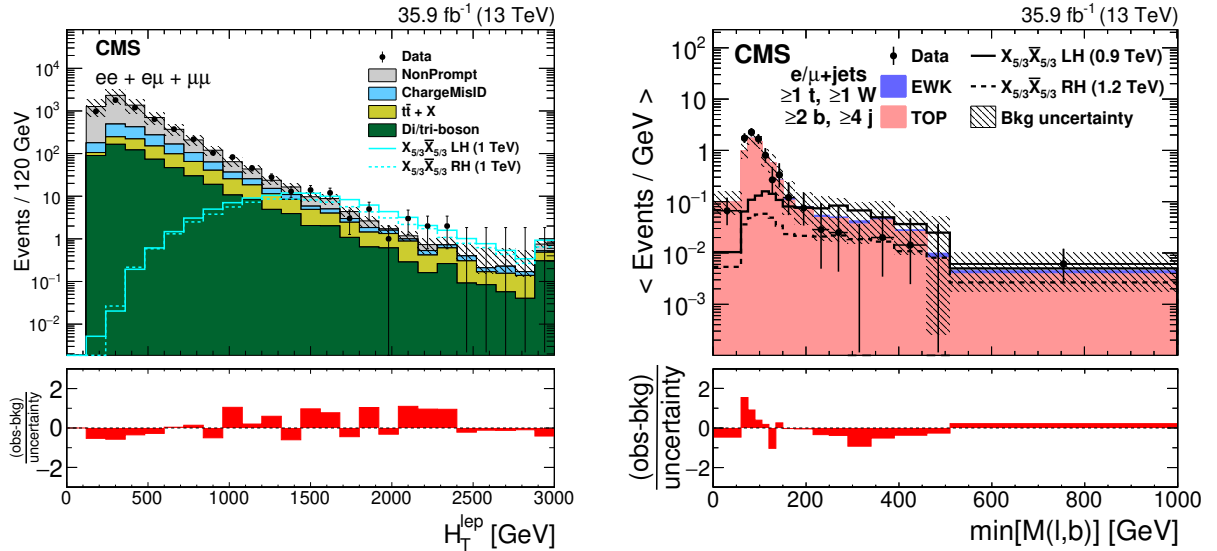 35.9 fb⁻¹ (13 TeV)
CMS
ee + eμ + μμ
Data
NonPrompt
ChargeMisID
tt̄ + X
Di/tri-boson
X₅/₃X̄₅/₃ LH (1 TeV)
X₅/₃X̄₅/₃ RH (1 TeV)
Events / 120 GeV
10⁴
10³
10²
10
1
10⁻¹
10⁻²
(obs-bkg)
uncertainty
2
0
−2
0 500 1000 1500 2000 2500 3000
H_T^lep [GeV]
35.9 fb⁻¹ (13 TeV)
CMS
e/μ+jets
≥1 t, ≥1 W
≥2 b, ≥4 j
Data
EWK
TOP
X₅/₃X̄₅/₃ LH (0.9 TeV)
X₅/₃X̄₅/₃ RH (1.2 TeV)
Bkg uncertainty
< Events / GeV >
10²
10
1
10⁻¹
10⁻²
10⁻³
(obs-bkg)
uncertainty
2
0
−2
0 200 400 600 800 1000
min[M(l,b)] [GeV]